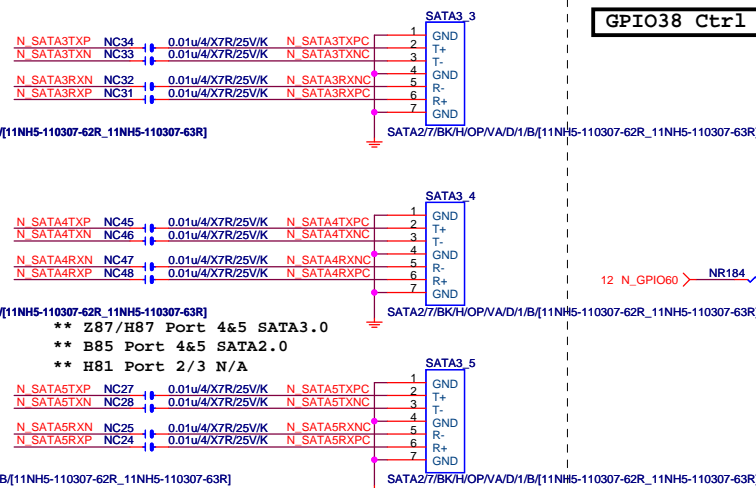 SATA3_3
GPIO38 Ctrl
N_SATA3TXP NC34 0.01u/4/X7R/25V/K N_SATA3TXPC 1 GND
N_SATA3TXN NC33 0.01u/4/X7R/25V/K N_SATA3TXNC 2 T+
3 T-
4 GND
N_SATA3RXN NC32 0.01u/4/X7R/25V/K N_SATA3RXNC 5 R-
N_SATA3RXP NC31 0.01u/4/X7R/25V/K N_SATA3RXPC 6 R+
7 GND
/[11NH5-110307-62R_11NH5-110307-63R]
SATA2/7/BK/H/OP/VA/D/1/B/[11NH5-110307-62R_11NH5-110307-63R
SATA3_4
N_SATA4TXP NC45 0.01u/4/X7R/25V/K N_SATA4TXPC 1 GND
N_SATA4TXN NC46 0.01u/4/X7R/25V/K N_SATA4TXNC 2 T+
3 T-
4 GND
N_SATA4RXN NC47 0.01u/4/X7R/25V/K N_SATA4RXNC 5 R-
N_SATA4RXP NC48 0.01u/4/X7R/25V/K N_SATA4RXPC 6 R+
7 GND
12 N_GPIO60 NR184
/[11NH5-110307-62R_11NH5-110307-63R]
SATA2/7/BK/H/OP/VA/D/1/B/[11NH5-110307-62R_11NH5-110307-63R
** Z87/H87 Port 4&5 SATA3.0
** B85 Port 4&5 SATA2.0
** H81 Port 2/3 N/A
SATA3_5
N_SATA5TXP NC27 0.01u/4/X7R/25V/K N_SATA5TXPC 1 GND
N_SATA5TXN NC28 0.01u/4/X7R/25V/K N_SATA5TXNC 2 T+
3 T-
4 GND
N_SATA5RXN NC25 0.01u/4/X7R/25V/K N_SATA5RXNC 5 R-
N_SATA5RXP NC24 0.01u/4/X7R/25V/K N_SATA5RXPC 6 R+
7 GND
B/[11NH5-110307-62R_11NH5-110307-63R]
SATA2/7/BK/H/OP/VA/D/1/B/[11NH5-110307-62R_11NH5-110307-63R